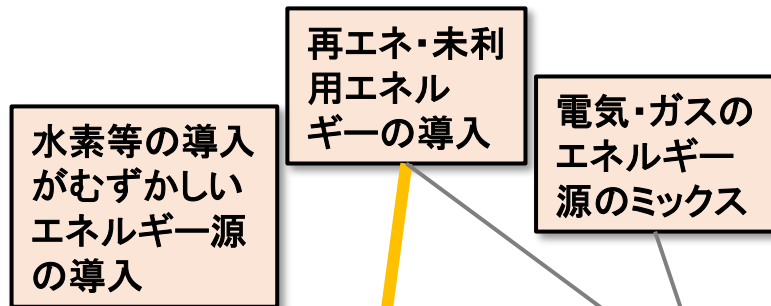 再エネ・未利
用エネル
ギーの導入
水素等の導入
がむずかしい
エネルギー源
の導入
電気・ガスの
エネルギー
源のミックス